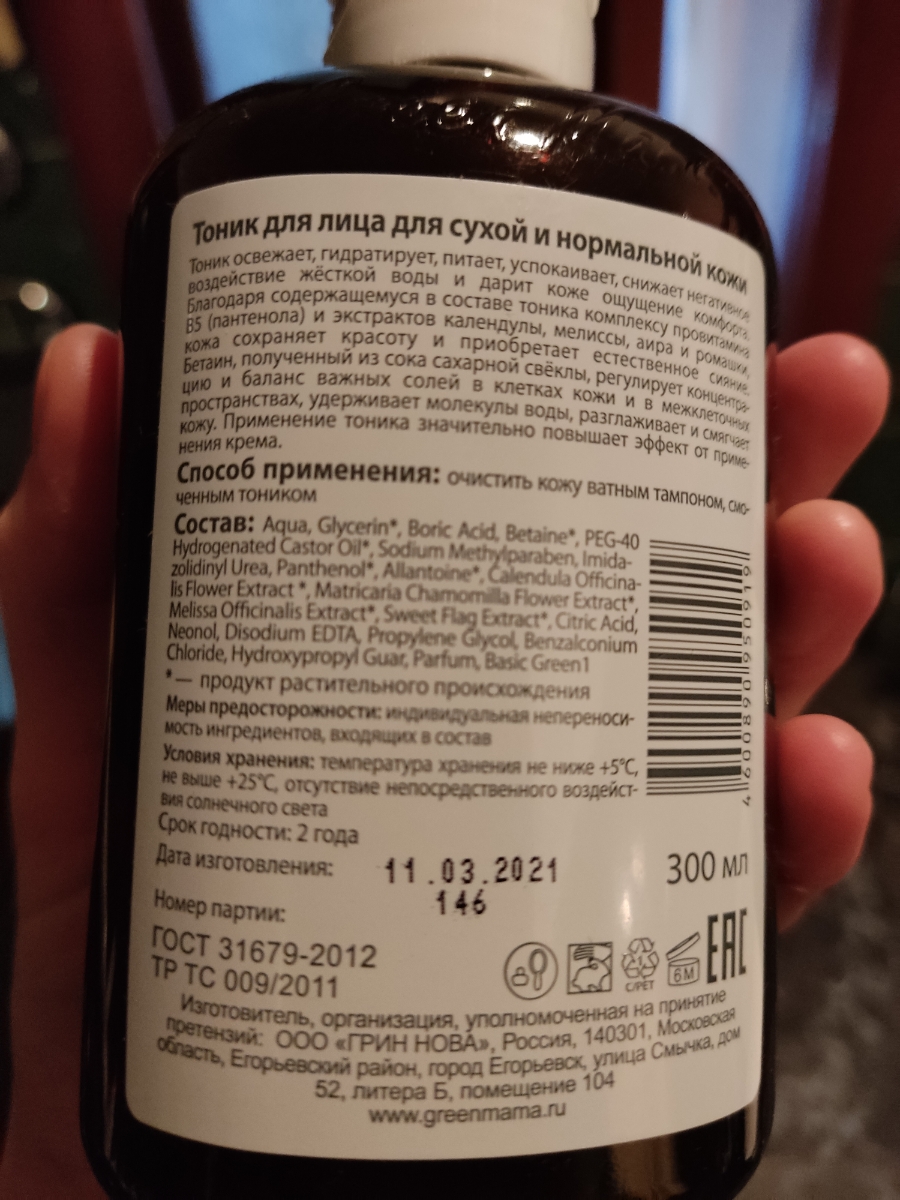 Тоник для лица для сухой и нормальной кожи
Тоник освежает, гидратирует, питает, успокаивает, снижает негативное
воздействие жёсткой воды и дарит коже ощущение комфорта.
Благодаря содержащемуся в составе тоника комплексу провитамина
В5 (пантенола) и экстрактов календулы, мелиссы, аира и ромашки,
кожа сохраняет красоту и приобретает естественное сияние.
Бетаин, полученный из сока сахарной свёклы, регулирует концентра-
цию и баланс важных солей в клетках кожи и в межклеточных
пространствах, удерживает молекулы воды, разглаживает и смягчает
кожу. Применение тоника значительно повышает эффект от приме-
нения крема.
Способ применения: очистить кожу ватным тампоном, смо-
ченным тоником
Состав: Aqua, Glycerin*, Boric Acid, Betaine*, PEG-40
Hydrogenated Castor Oil*, Sodium Methylparaben, Imida-
zolidinyl Urea, Panthenol*, Allantoine*, Calendula Officina-
lis Flower Extract *, Matricaria Chamomilla Flower Extract*,
Melissa Officinalis Extract*, Sweet Flag Extract*, Citric Acid,
Neonol, Disodium EDTA, Propylene Glycol, Benzalconium
Chloride, Hydroxypropyl Guar, Parfum, Basic Green1
* — продукт растительного происхождения
Меры предосторожности: индивидуальная непереноси-
мость ингредиентов, входящих в состав
Условия хранения: температура хранения не ниже +5°С,
не выше +25°С, отсутствие непосредственного воздейст-
вия солнечного света
Срок годности: 2 года
Дата изготовления: 11.03.2021
300 мл
Номер партии: 146
ГОСТ 31679-2012
ТР ТС 009/2011
1
C/PET
6M
EAC
Изготовитель, организация, уполномоченная на принятие
претензий: ООО «ГРИН НОВА», Россия, 140301, Московская
область, Егорьевский район, город Егорьевск, улица Смычка, дом
52, литера Б, помещение 104
www.greenmama.ru